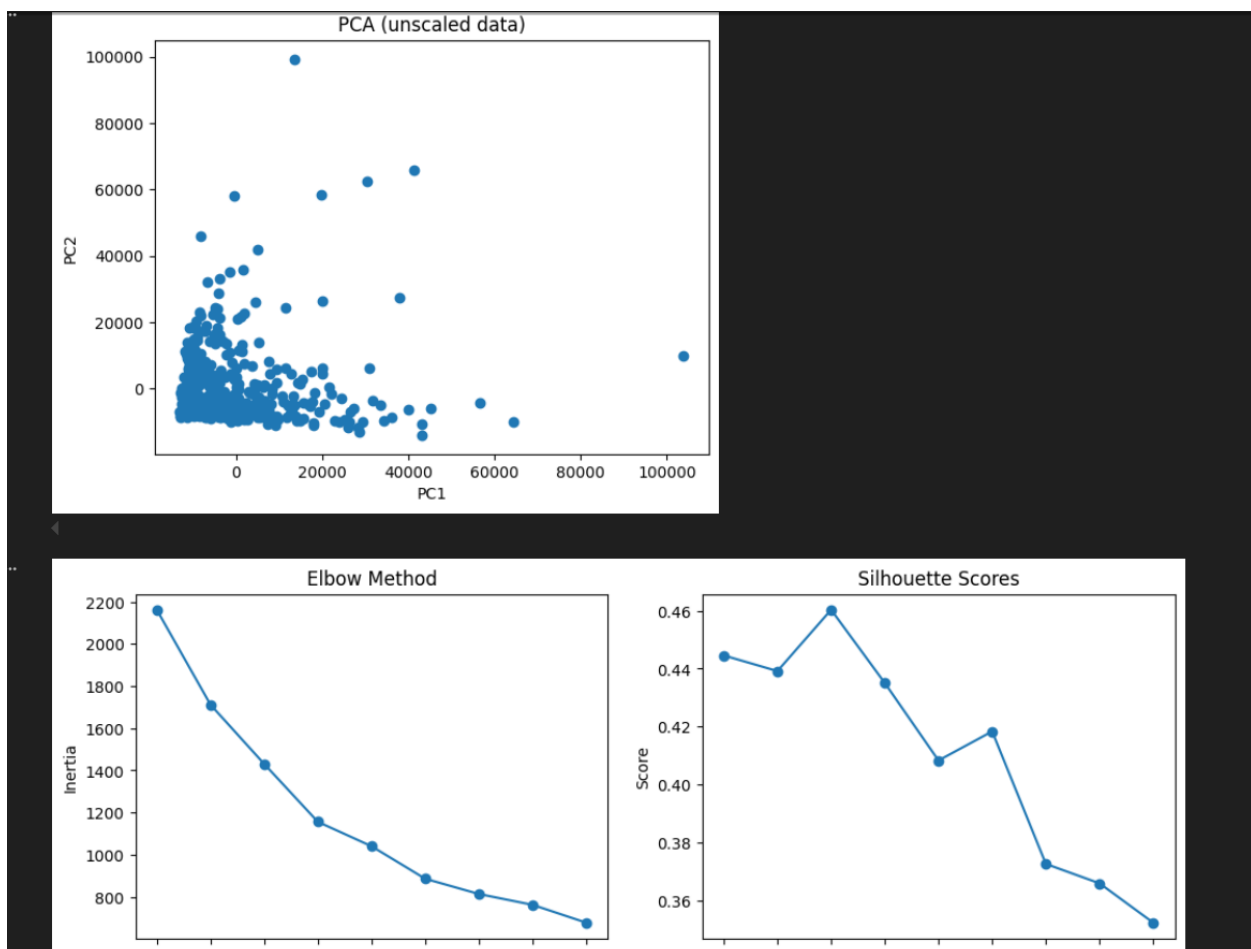 PCA (unscaled data)
100000
80000
60000
40000
20000
0
PC2
0 20000 40000 60000 80000 100000
PC1
Elbow Method
2200
2000
1800
1600
1400
1200
1000
800
Inertia
Silhouette Scores
0.46
0.44
0.42
0.40
0.38
0.36
Score